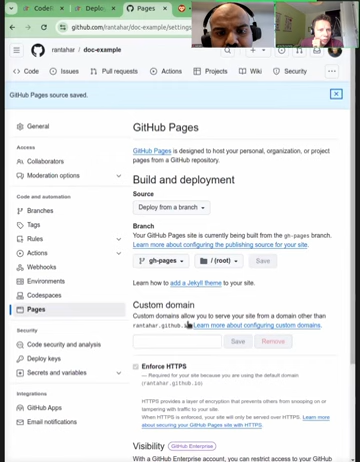 CodeR
Deploy
Pages
github.com/rantahar/doc-example/settings
rantahar / doc-example
Code
Issues
Pull requests
Actions
Projects
Wiki
Security
GitHub Pages source saved.
General
Access
Collaborators
Moderation options
Code and automation
Branches
Tags
Rules
Actions
Webhooks
Environments
Codespaces
Pages
Security
Code security and analysis
Deploy keys
Secrets and variables
Integrations
GitHub Apps
Email notifications
GitHub Pages
GitHub Pages is designed to host your personal, organization, or project
pages from a GitHub repository.
Build and deployment
Source
Deploy from a branch
Branch
Your GitHub Pages site is currently being built from the gh-pages branch.
Learn more about configuring the publishing source for your site.
gh-pages
/ (root)
Save
Learn how to add a Jekyll theme to your site.
Custom domain
Custom domains allow you to serve your site from a domain other than
rantahar.github. Learn more about configuring custom domains.
Save
Remove
Enforce HTTPS
— Required for your site because you are using the default domain
(rantahar.github.io)
HTTPS provides a layer of encryption that prevents others from snooping on or
tampering with traffic to your site.
When HTTPS is enforced, your site will only be served over HTTPS. Learn
more about securing your GitHub Pages site with HTTPS.
Visibility
GitHub Enterprise
With a GitHub Enterprise account, you can restrict access to your GitHub